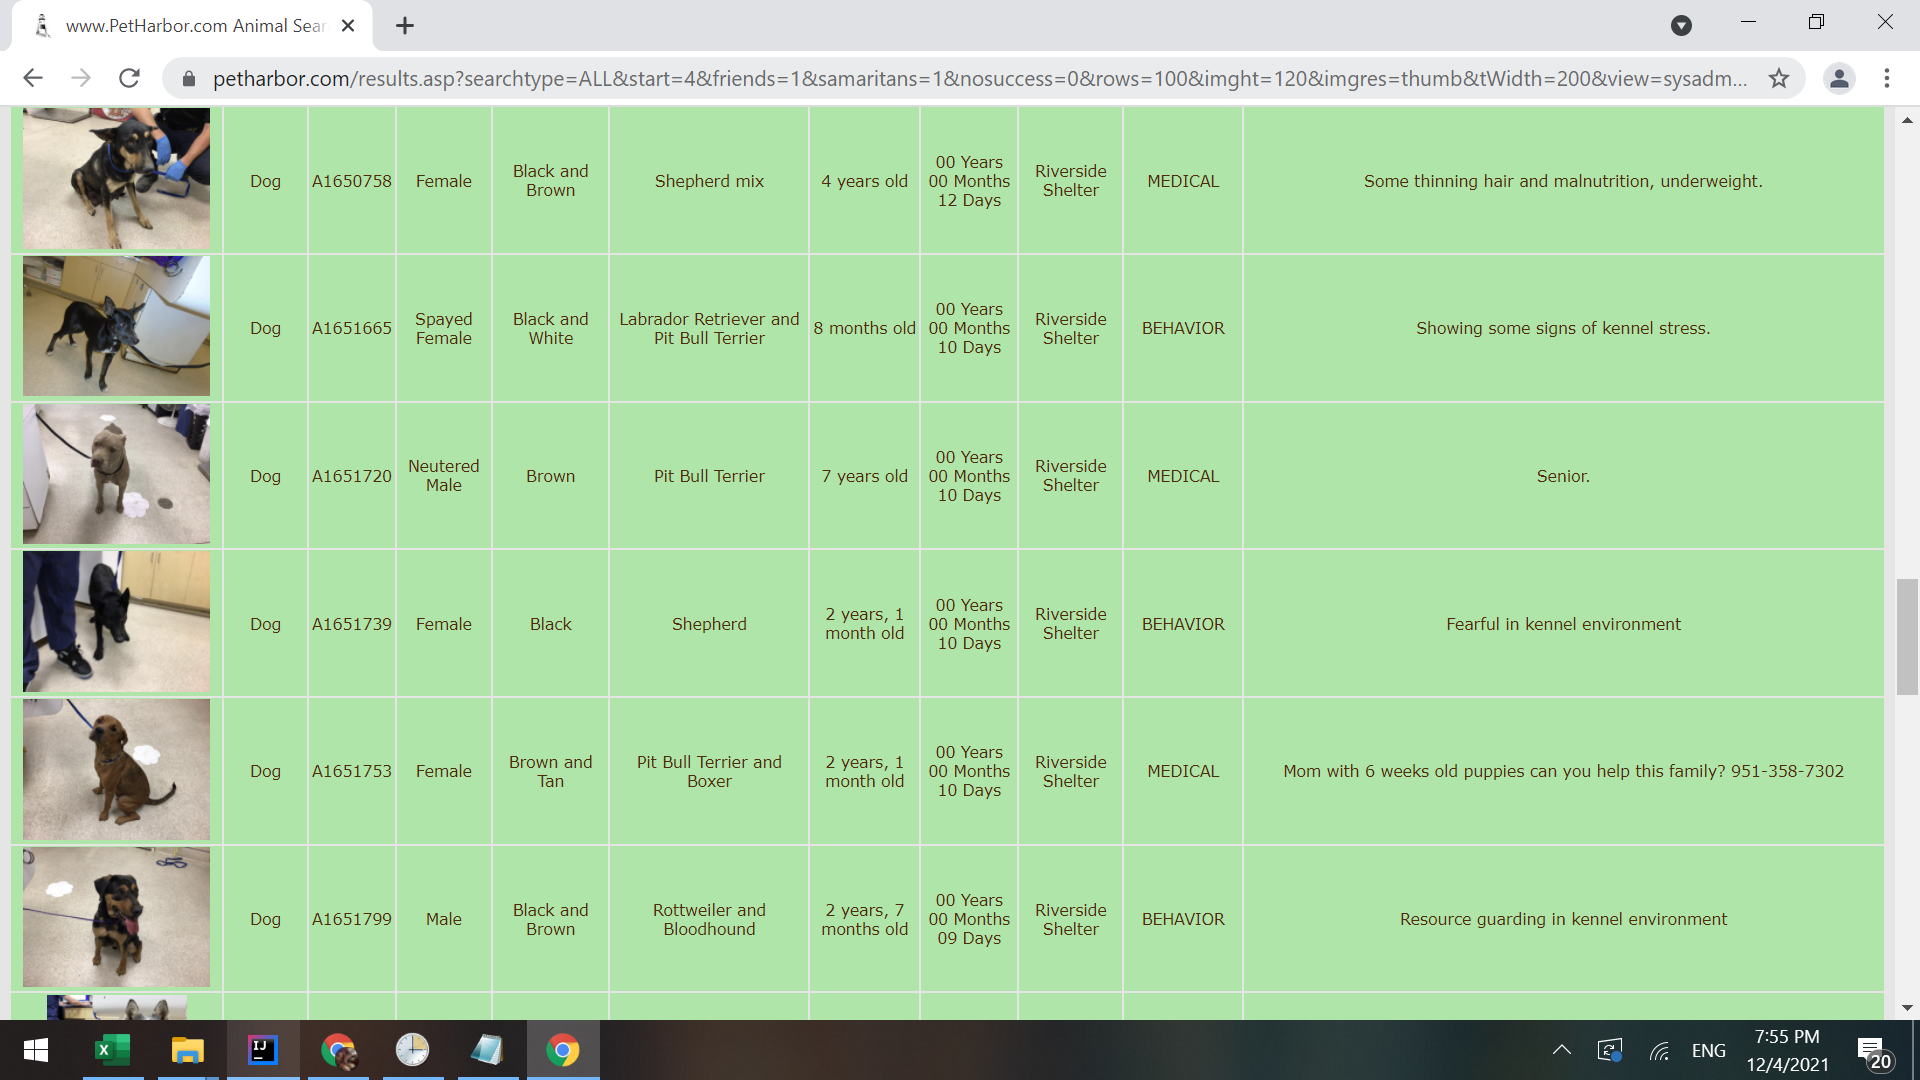 www.PetHarbor.com Animal Sear
petharbor.com/results.asp?searchtype=ALL&start=4&friends=1&samaritans=1&nosuccess=0&rows=100&imght=120&imgres=thumb&tWidth=200&view=sysadm...
Dog
A1650758
Female
Black and
Brown
Shepherd mix
4 years old
00 Years
00 Months
12 Days
Riverside
Shelter
MEDICAL
Some thinning hair and malnutrition, underweight.
Dog
A1651665
Spayed
Female
Black and
White
Labrador Retriever and
Pit Bull Terrier
8 months old
00 Years
00 Months
10 Days
Riverside
Shelter
BEHAVIOR
Showing some signs of kennel stress.
Dog
A1651720
Neutered
Male
Brown
Pit Bull Terrier
7 years old
00 Years
00 Months
10 Days
Riverside
Shelter
MEDICAL
Senior.
Dog
A1651739
Female
Black
Shepherd
2 years, 1
month old
00 Years
00 Months
10 Days
Riverside
Shelter
BEHAVIOR
Fearful in kennel environment
Dog
A1651753
Female
Brown and
Tan
Pit Bull Terrier and
Boxer
2 years, 1
month old
00 Years
00 Months
10 Days
Riverside
Shelter
MEDICAL
Mom with 6 weeks old puppies can you help this family? 951-358-7302
Dog
A1651799
Male
Black and
Brown
Rottweiler and
Bloodhound
2 years, 7
months old
00 Years
00 Months
09 Days
Riverside
Shelter
BEHAVIOR
Resource guarding in kennel environment
X
IJ
ENG
7:55 PM
12/4/2021
20